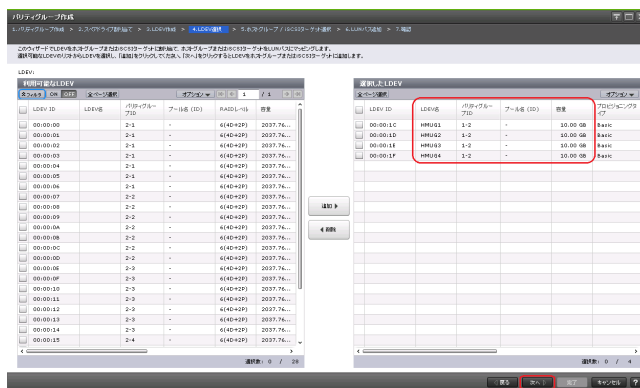 パリティグループ作成
1.パリティグループ作成 > 2.スペアドライブ割り当て > 3.LDEV作成 > 4.LDEV選択 > 5.ホストグループ / iSCSIターゲット選択 > 6.LUNパス追加 > 7.確認
このウィザードでLDEVをホストグループまたはiSCSIターゲットに割り当て、ホストグループまたはiSCSIターゲットをLUNパスにマッピングします。
選択可能なLDEVのリストからLDEVを選択し、「追加」をクリックしてください。「次へ」をクリックするとLDEVをホストグループまたはiSCSIターゲットに追加します。
LDEV:
利用可能なLDEV
フィルタ ON OFF 全ページ選択 オプション 1 / 1
LDEV ID LDEV名 パリティグループID プール名 (ID) RAIDレベル 容量
00:00:00 2-1 - 6(4D+2P) 2037.76...
00:00:01 2-1 - 6(4D+2P) 2037.76...
00:00:02 2-1 - 6(4D+2P) 2037.76...
00:00:03 2-1 - 6(4D+2P) 2037.76...
00:00:04 2-1 - 6(4D+2P) 2037.76...
00:00:05 2-1 - 6(4D+2P) 2037.76...
00:00:06 2-1 - 6(4D+2P) 2037.76...
00:00:07 2-2 - 6(4D+2P) 2037.76...
00:00:08 2-2 - 6(4D+2P) 2037.76...
00:00:09 2-2 - 6(4D+2P) 2037.76...
00:00:0A 2-2 - 6(4D+2P) 2037.76...
00:00:0B 2-2 - 6(4D+2P) 2037.76...
00:00:0C 2-2 - 6(4D+2P) 2037.76...
00:00:0D 2-2 - 6(4D+2P) 2037.76...
00:00:0E 2-3 - 6(4D+2P) 2037.76...
00:00:0F 2-3 - 6(4D+2P) 2037.76...
00:00:10 2-3 - 6(4D+2P) 2037.76...
00:00:11 2-3 - 6(4D+2P) 2037.76...
00:00:12 2-3 - 6(4D+2P) 2037.76...
00:00:13 2-3 - 6(4D+2P) 2037.76...
00:00:14 2-3 - 6(4D+2P) 2037.76...
00:00:15 2-4 - 6(4D+2P) 2037.76...
選択数: 0 / 28
追加
削除
選択したLDEV
全ページ選択 オプション
LDEV ID LDEV名 パリティグループID プール名 (ID) 容量 プロビジョニングタイプ
00:00:1C HMUG1 1-2 - 10.00 GB Basic
00:00:1D HMUG2 1-2 - 10.00 GB Basic
00:00:1E HMUG3 1-2 - 10.00 GB Basic
00:00:1F HMUG4 1-2 - 10.00 GB Basic
選択数: 0 / 4
戻る 次へ 完了 キャンセル ?